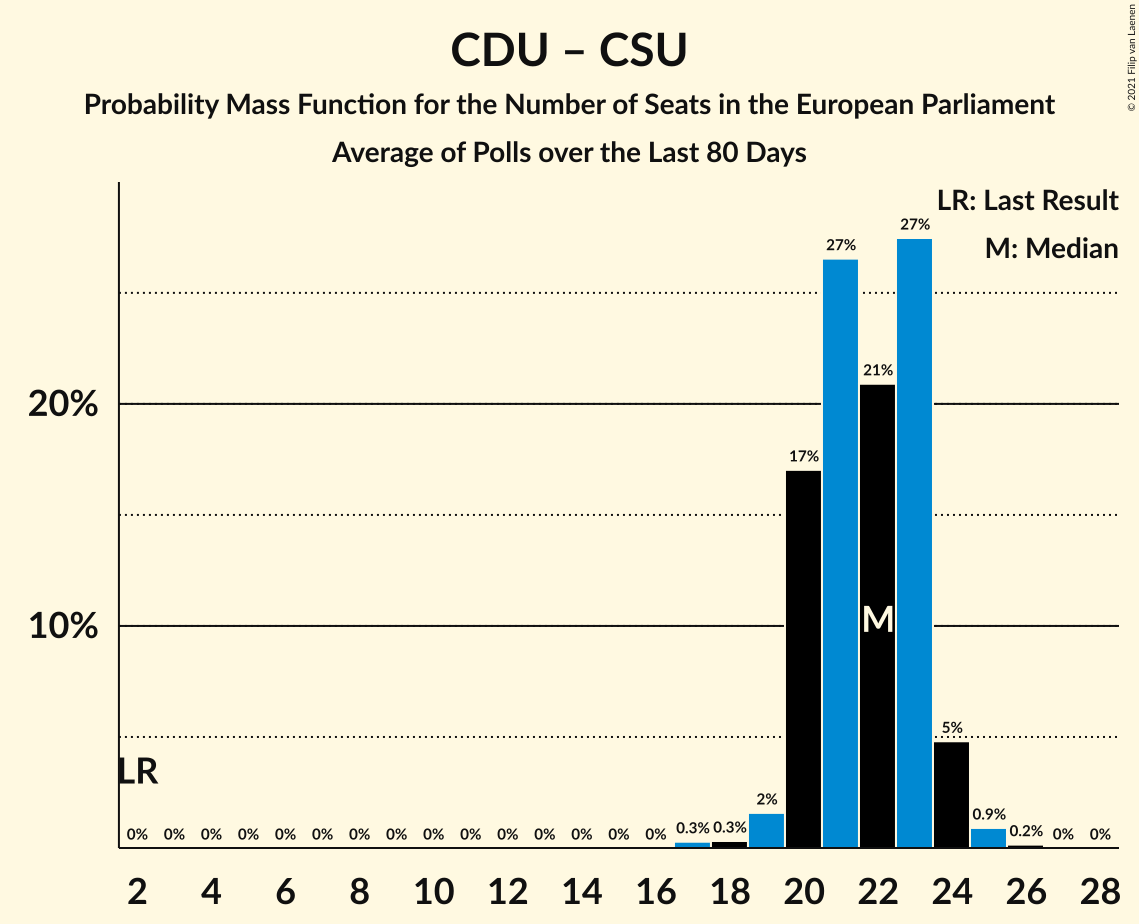 CDU – CSU
Probability Mass Function for the Number of Seats in the European Parliament
Average of Polls over the Last 80 Days
© 2021 Filip van Laenen
LR: Last Result
M: Median
27%
27%
21%
20%
17%
10%
M
5%
LR
2%
0.9%
0% 0% 0% 0% 0% 0% 0% 0% 0% 0% 0% 0% 0% 0% 0% 0.3% 0.3% 0.2% 0% 0%
2 4 6 8 10 12 14 16 18 20 22 24 26 28